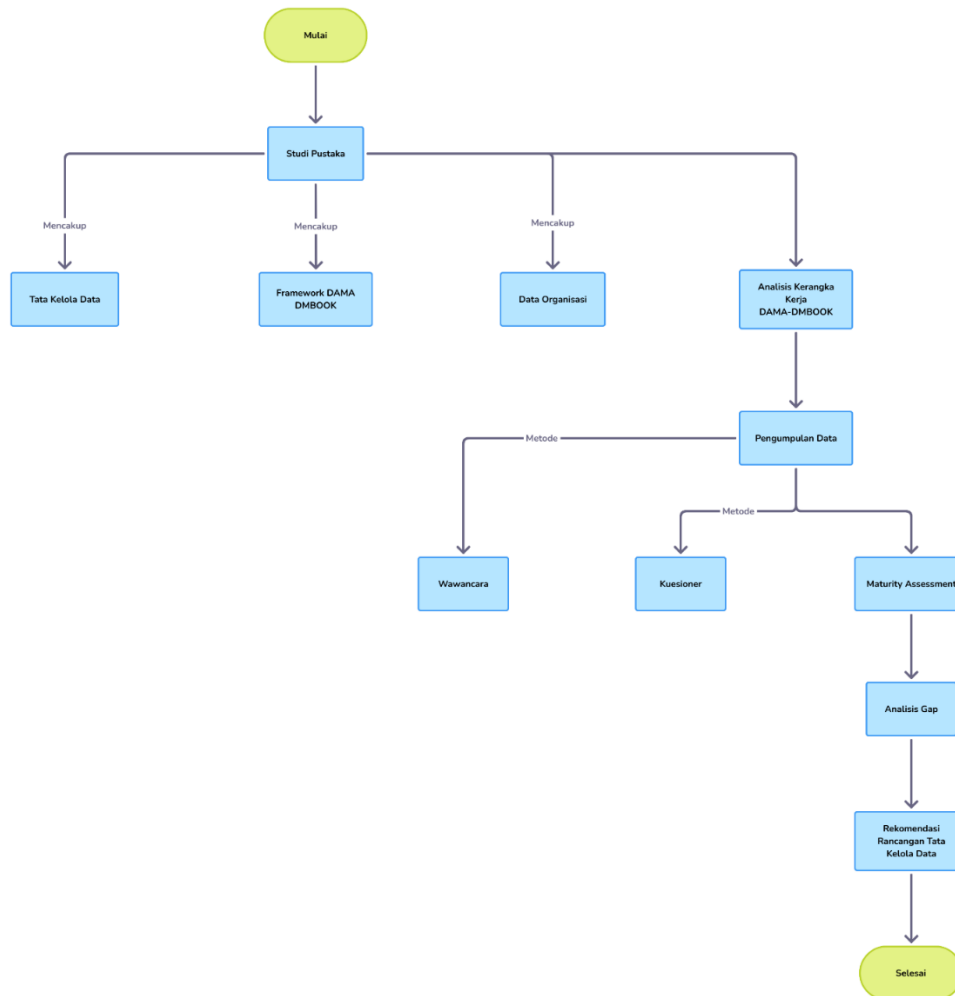 Mulai
Studi Pustaka
Mencakup
Mencakup
Mencakup
Tata Kelola Data
Framework DAMA
DMBOOK
Data Organisasi
Analisis Kerangka
Kerja
DAMA-DMBOOK
Pengumpulan Data
Metode
Metode
Wawancara
Kuesioner
Maturity Assessment
Analisis Gap
Rekomendasi
Rancangan Tata
Kelola Data
Selesai